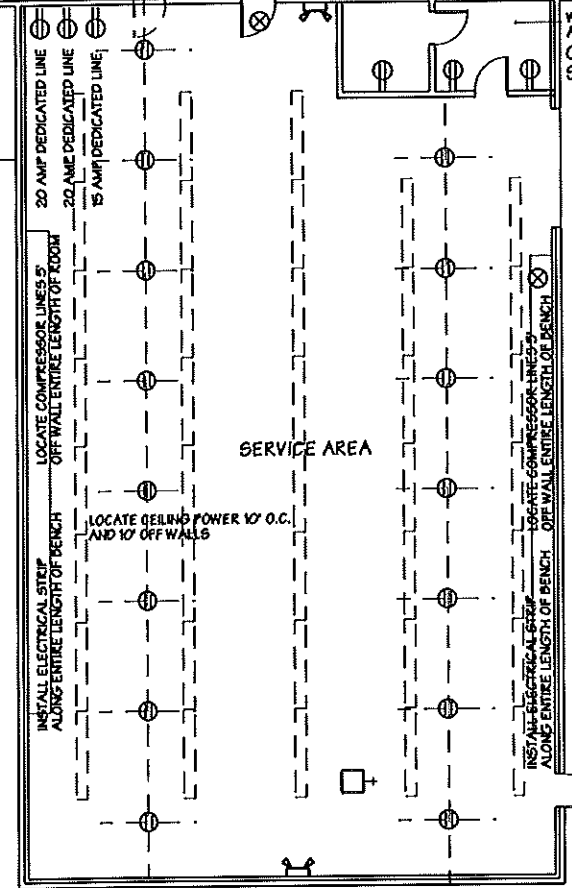 20 AMP DEDICATED LINE
20 AMP DEDICATED LINE
15 AMP DEDICATED LINE
LOCATE COMPRESSOR LINES 5'
OFF WALL ENTIRE LENGTH OF ROOM
INSTALL ELECTRICAL STRIP
ALONG ENTIRE LENGTH OF BENCH
SERVICE AREA
LOCATE CEILING POWER 10' O.C.
AND 10' OFF WALLS
LOCATE COMPRESSOR LINES 5'
OFF WALL ENTIRE LENGTH OF BENCH
INSTALL ELECTRICAL STRIP
ALONG ENTIRE LENGTH OF BENCH